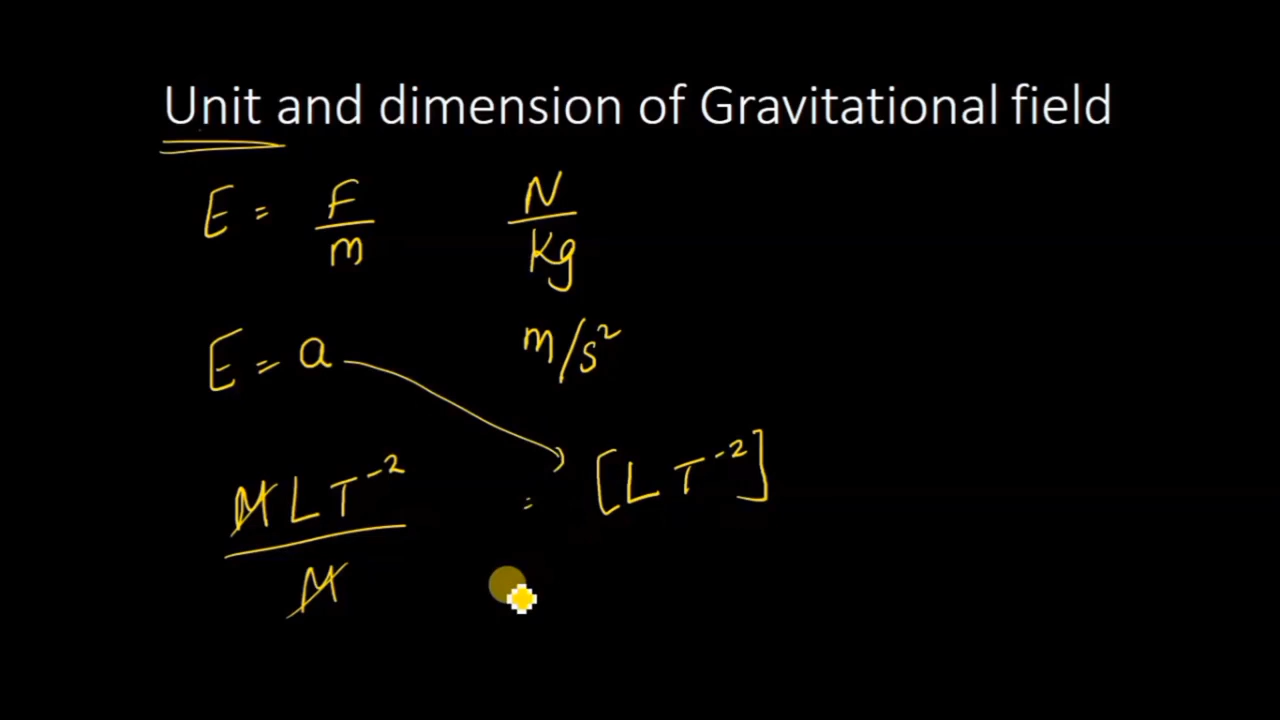 Unit and dimension of Gravitational field
E = F/m N/kg
E = a m/s²
MLT⁻²/M = [LT⁻²]